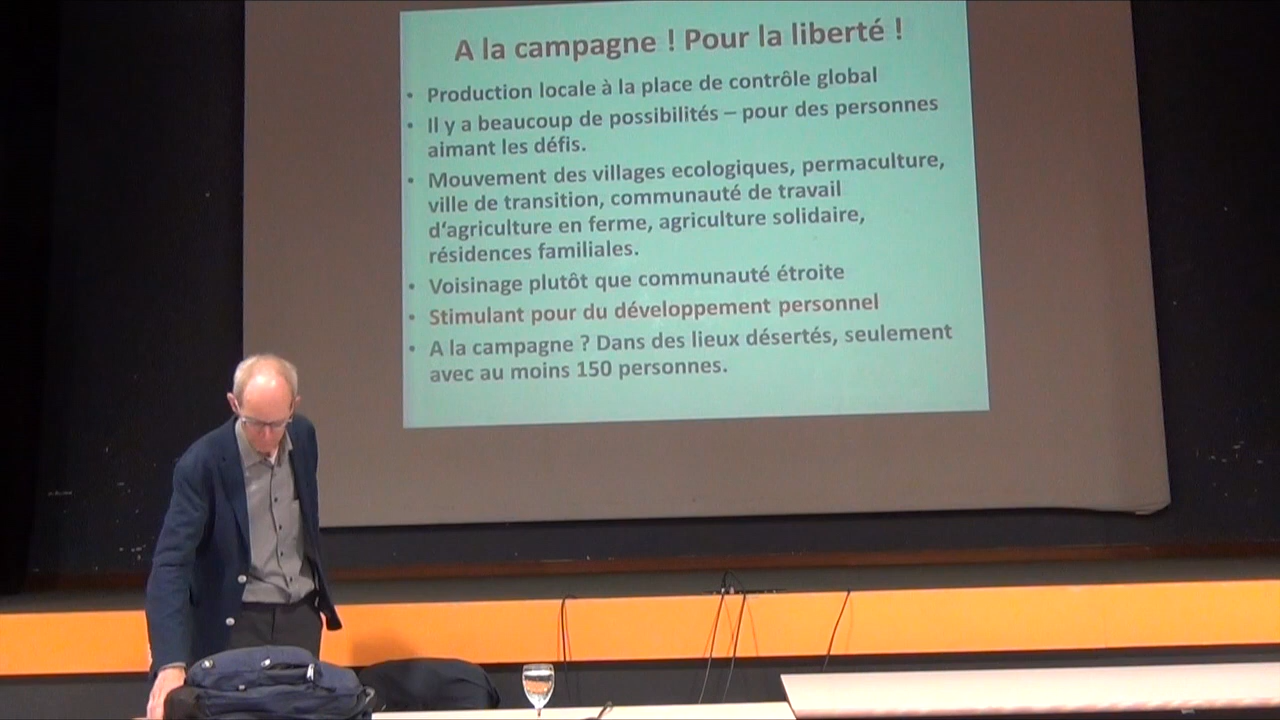 A la campagne ! Pour la liberté !
• Production locale à la place de contrôle global
• Il y a beaucoup de possibilités – pour des personnes
aimant les défis.
• Mouvement des villages ecologiques, permaculture,
ville de transition, communauté de travail
d‘agriculture en ferme, agriculture solidaire,
résidences familiales.
• Voisinage plutôt que communauté étroite
• Stimulant pour du développement personnel
• A la campagne ? Dans des lieux désertés, seulement
avec au moins 150 personnes.